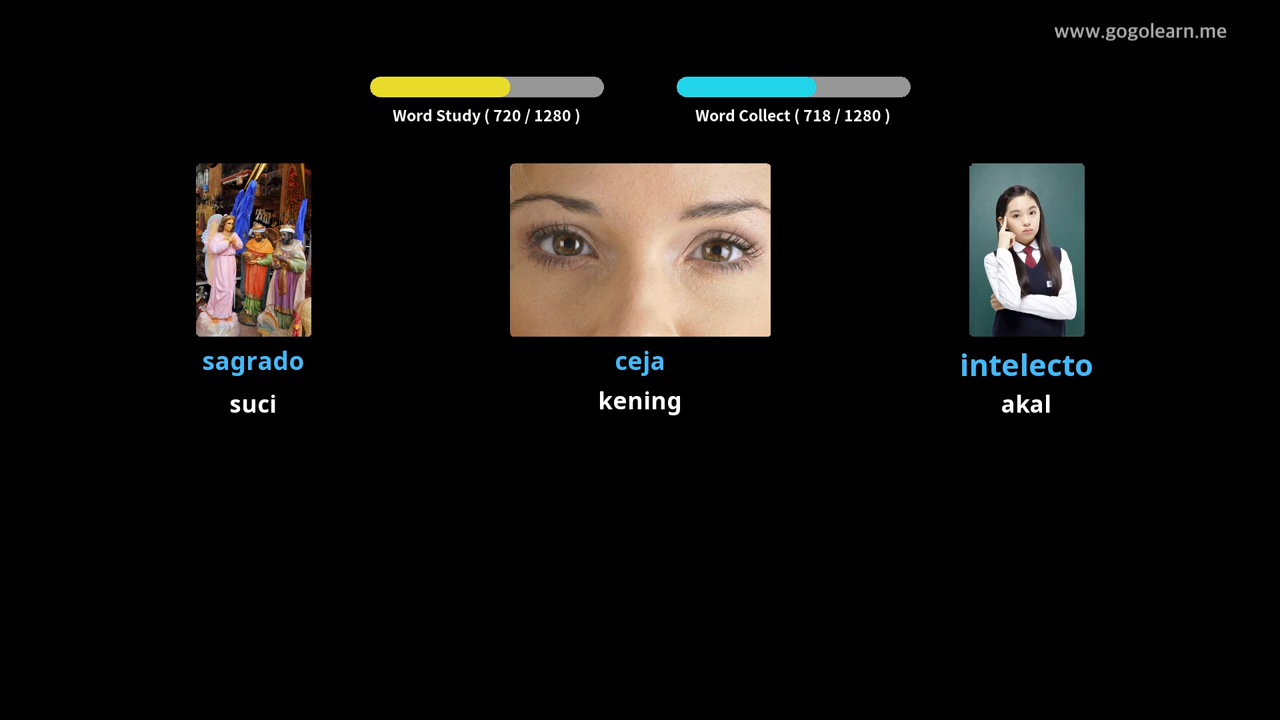 www.gogolearn.me
Word Study ( 720 / 1280 )
Word Collect ( 718 / 1280 )
sagrado
suci
ceja
kening
intelecto
akal